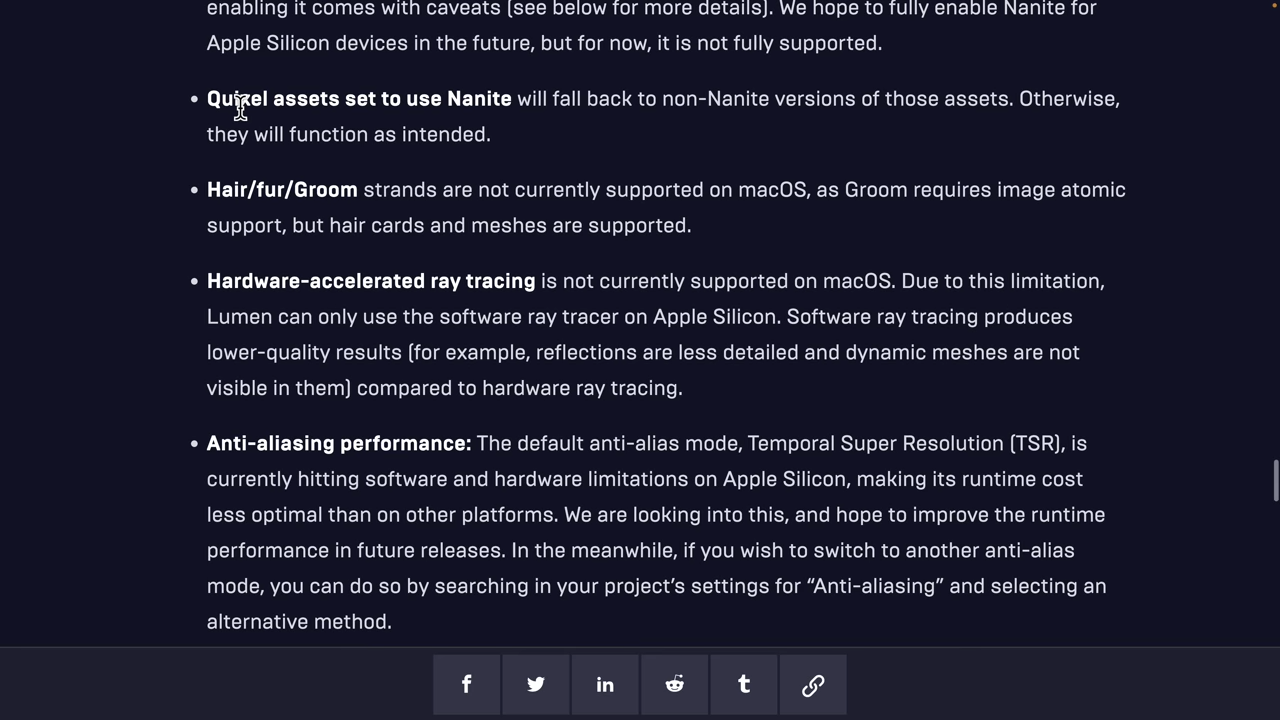 enabling it comes with caveats (see below for more details). We hope to fully enable Nanite for
Apple Silicon devices in the future, but for now, it is not fully supported.
• Quixel assets set to use Nanite will fall back to non-Nanite versions of those assets. Otherwise,
they will function as intended.
• Hair/fur/Groom strands are not currently supported on macOS, as Groom requires image atomic
support, but hair cards and meshes are supported.
• Hardware-accelerated ray tracing is not currently supported on macOS. Due to this limitation,
Lumen can only use the software ray tracer on Apple Silicon. Software ray tracing produces
lower-quality results (for example, reflections are less detailed and dynamic meshes are not
visible in them) compared to hardware ray tracing.
• Anti-aliasing performance: The default anti-alias mode, Temporal Super Resolution (TSR), is
currently hitting software and hardware limitations on Apple Silicon, making its runtime cost
less optimal than on other platforms. We are looking into this, and hope to improve the runtime
performance in future releases. In the meanwhile, if you wish to switch to another anti-alias
mode, you can do so by searching in your project’s settings for “Anti-aliasing” and selecting an
alternative method.